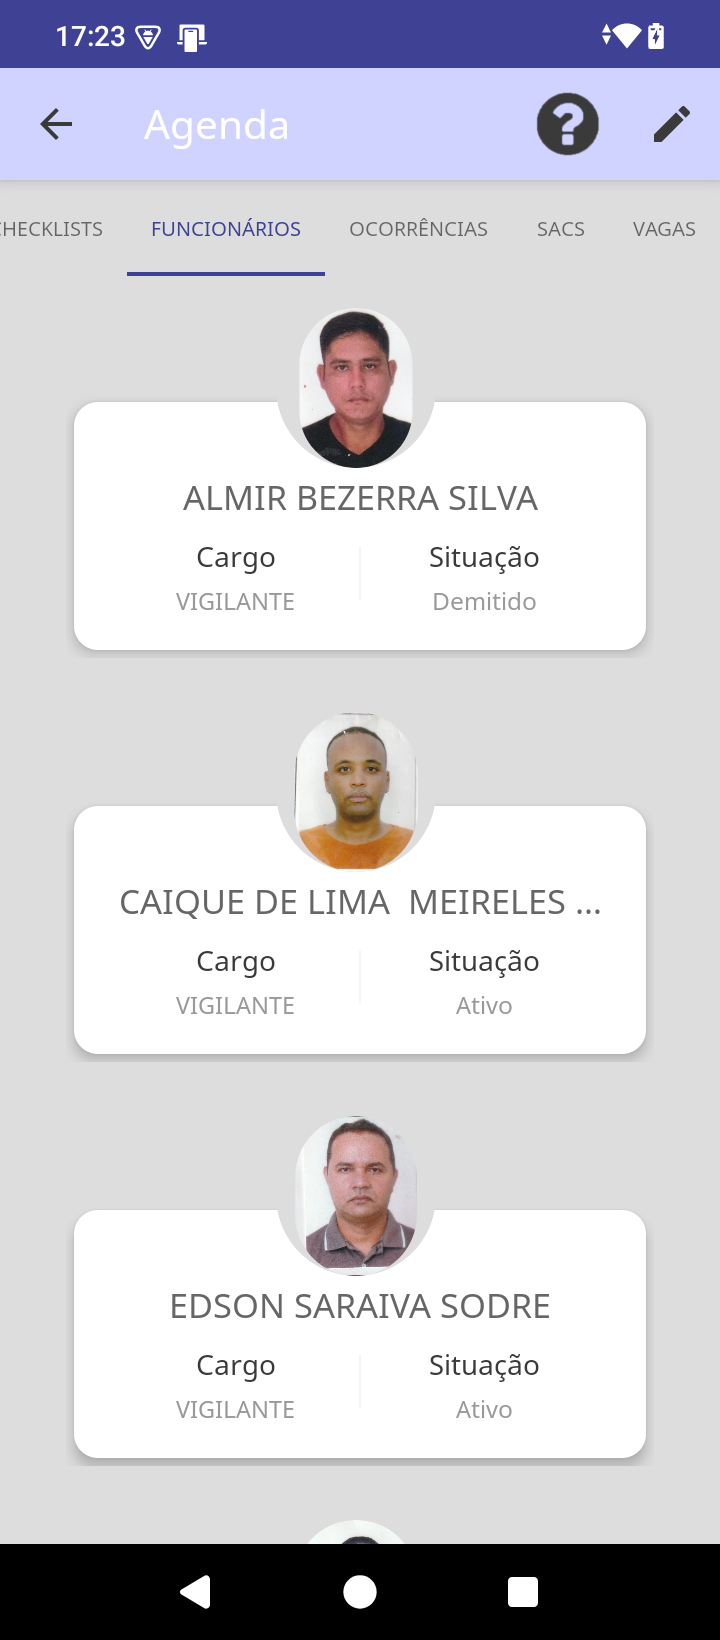 17:23
Agenda
CHECKLISTS FUNCIONÁRIOS OCORRÊNCIAS SACS VAGAS
ALMIR BEZERRA SILVA
Cargo Situação
VIGILANTE Demitido
CAIQUE DE LIMA  MEIRELES ...
Cargo Situação
VIGILANTE Ativo
EDSON SARAIVA SODRE
Cargo Situação
VIGILANTE Ativo